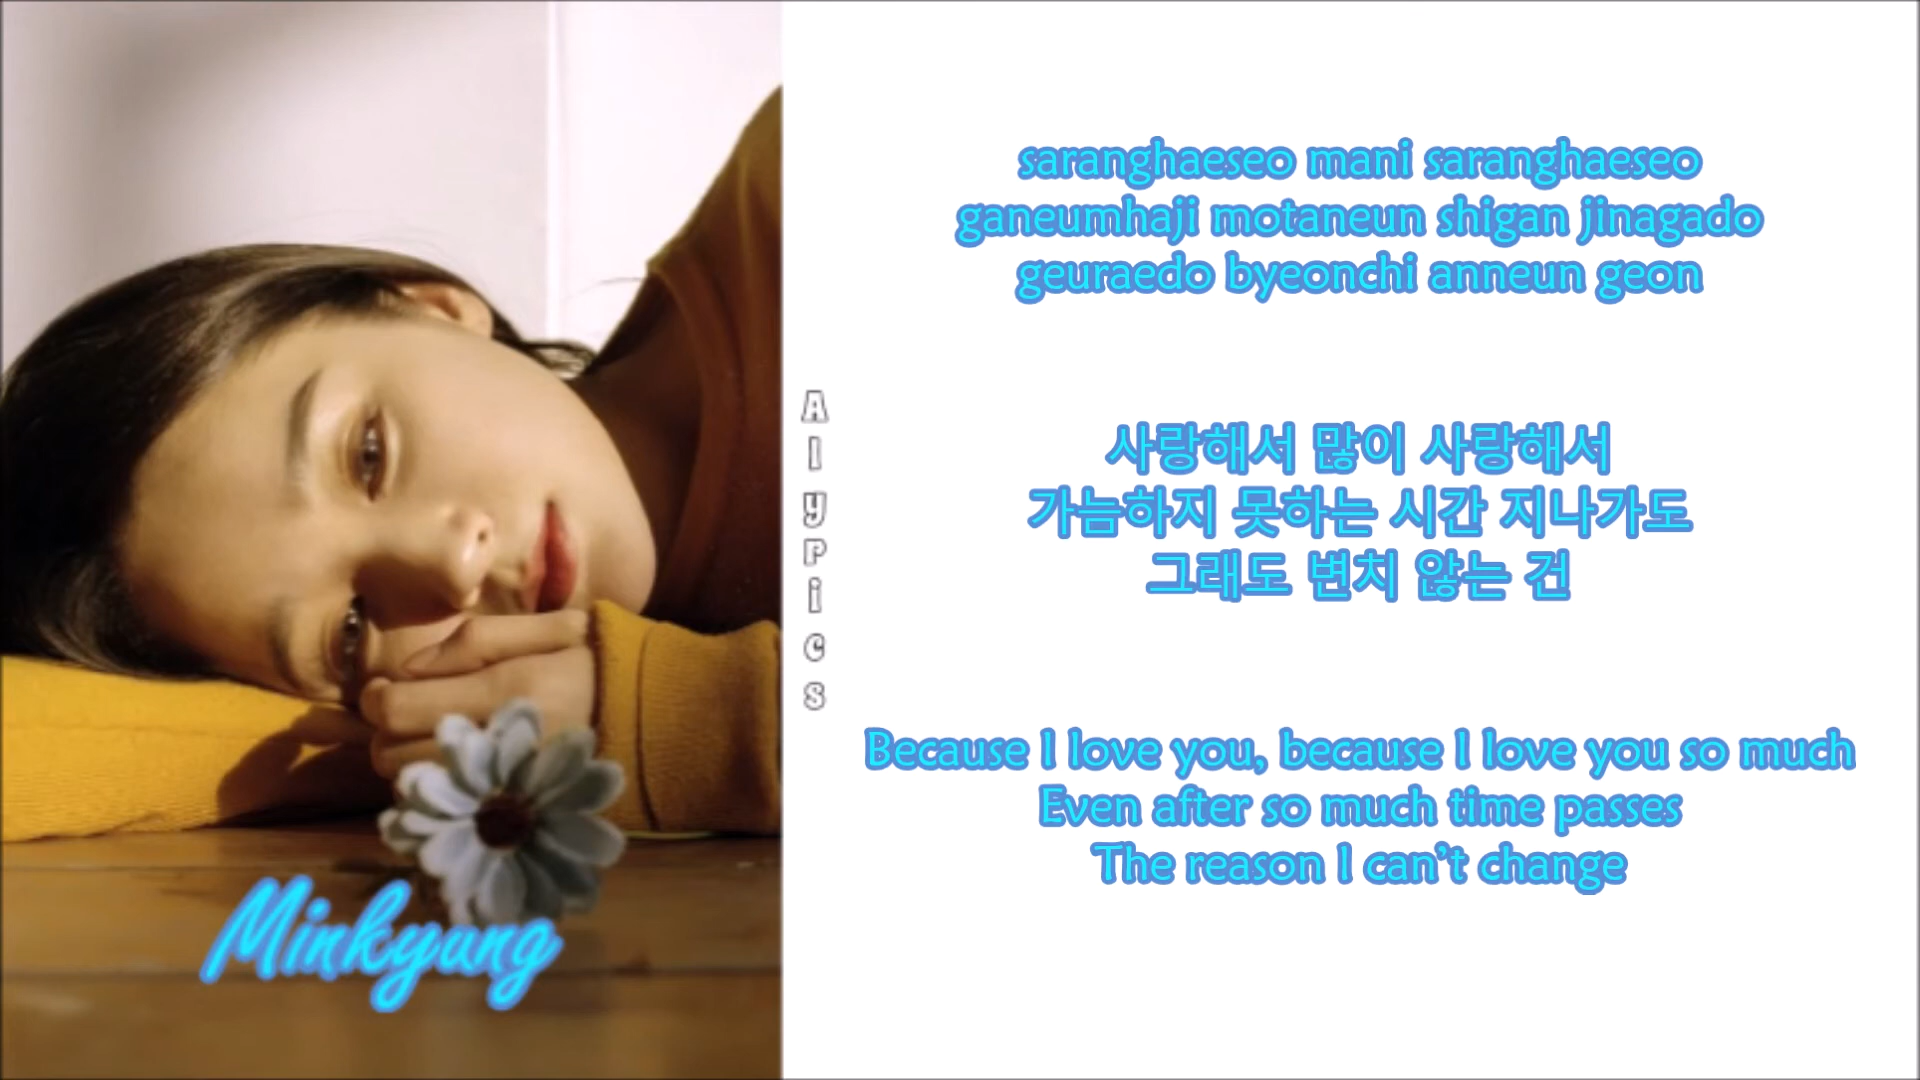 saranghaeseo mani saranghaeseo
ganeumhaji motaneun shigan jinagado
geuraedo byeonchi anneun geon
사랑해서 많이 사랑해서
가늠하지 못하는 시간 지나가도
그래도 변치 않는 건
Because I love you, because I love you so much
Even after so much time passes
The reason I can't change
Alypics
Minkyung